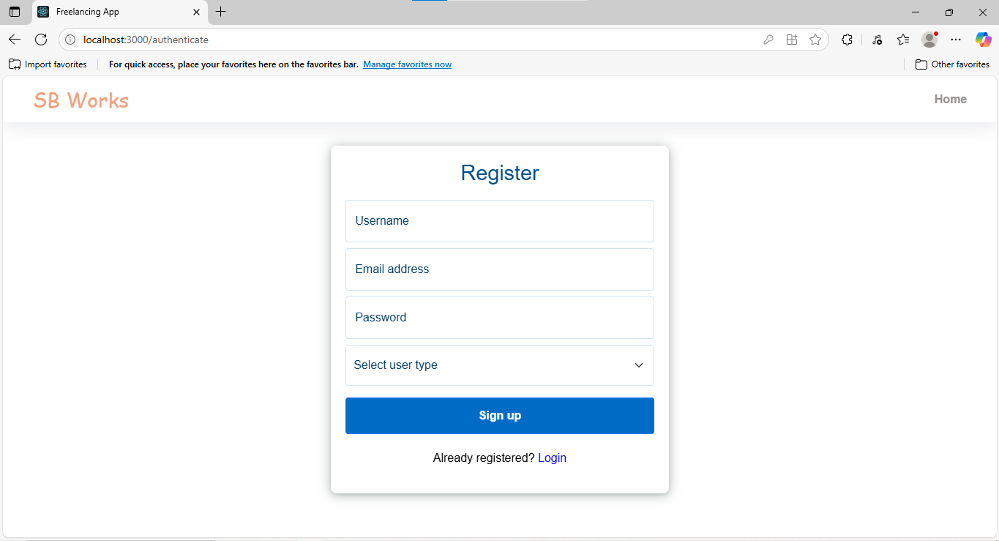 Freelancing App
localhost:3000/authenticate
Import favorites For quick access, place your favorites here on the favorites bar. Manage favorites now Other favorites
SB Works Home
Register
Username
Email address
Password
Select user type
Sign up
Already registered? Login